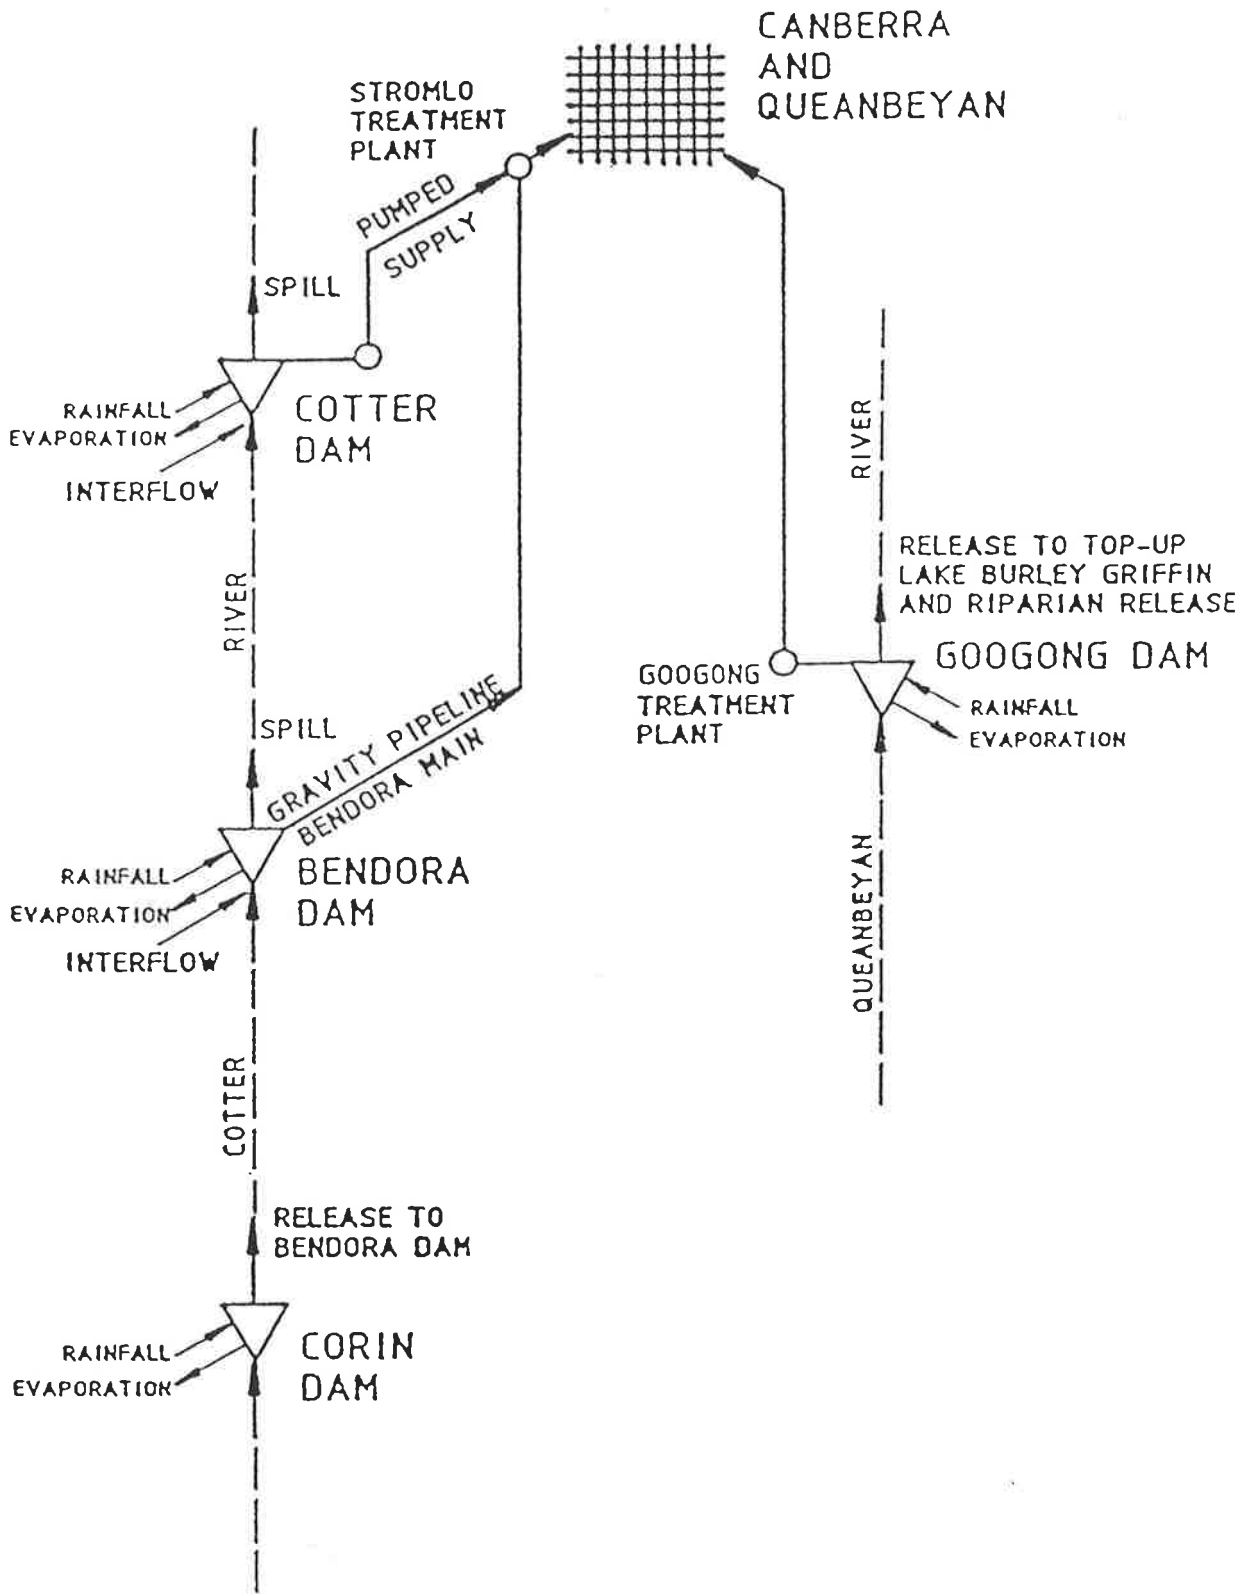 CANBERRA
AND
QUEANBEYAN
STROMLO
TREATMENT
PLANT
PUMPED
SUPPLY
SPILL
RAINFALL
EVAPORATION
INTERFLOW
COTTER
DAM
RIVER
RIVER
RELEASE TO TOP-UP
LAKE BURLEY GRIFFIN
AND RIPARIAN RELEASE
GOOGONG DAM
GOOGONG
TREATMENT
PLANT
RAINFALL
EVAPORATION
SPILL
GRAVITY PIPELINE
BENDORA MAIN
RAINFALL
EVAPORATION
INTERFLOW
BENDORA
DAM
QUEANBEYAN
COTTER
RELEASE TO
BENDORA DAM
RAINFALL
EVAPORATION
CORIN
DAM